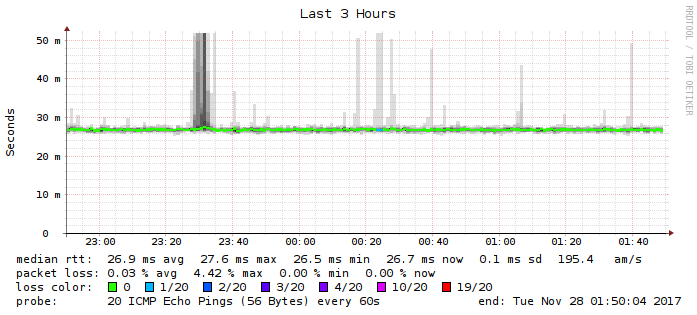 Last 3 Hours
RRDTOOL / TOBI OETIKER
Seconds
50 m
40 m
30 m
20 m
10 m
0
23:00 23:20 23:40 00:00 00:20 00:40 01:00 01:20 01:40
median rtt: 26.9 ms avg 27.6 ms max 26.5 ms min 26.7 ms now 0.1 ms sd 195.4 am/s
packet loss: 0.03 % avg 4.42 % max 0.00 % min 0.00 % now
loss color: 0 1/20 2/20 3/20 4/20 10/20 19/20
probe: 20 ICMP Echo Pings (56 Bytes) every 60s end: Tue Nov 28 01:50:04 2017